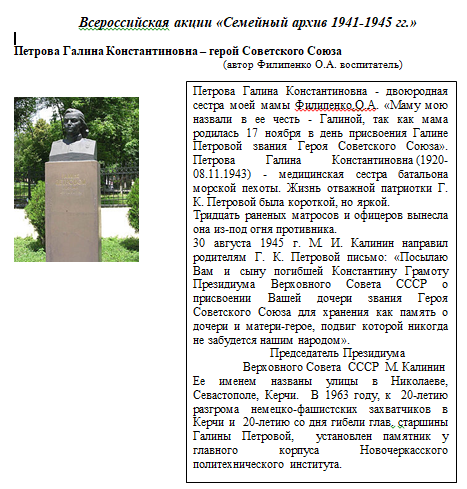 Всероссийская акции «Семейный архив 1941-1945 гг.»
Петрова Галина Константиновна – герой Советского Союза
(автор Филипенко О.А. воспитатель)
Петрова Галина Константиновна - двоюродная
сестра моей мамы Филипенко О.А. «Маму мою
назвали в ее честь - Галиной, так как мама
родилась 17 ноября в день присвоения Галине
Петровой звания Героя Советского Союза».
Петрова Галина Константиновна (1920-
08.11.1943) - медицинская сестра батальона
морской пехоты. Жизнь отважной патриотки Г.
К. Петровой была короткой, но яркой.
Тридцать раненых матросов и офицеров вынесла
она из-под огня противника.
30 августа 1945 г. М. И. Калинин направил
родителям Г. К. Петровой письмо: «Посылаю
Вам и сыну погибшей Константину Грамоту
Президиума Верховного Совета СССР о
присвоении Вашей дочери звания Героя
Советского Союза для хранения как память о
дочери и матери-герое, подвиг которой никогда
не забудется нашим народом».
Председатель Президиума
Верховного Совета СССР М. Калинин
Ее именем названы улицы в Николаеве,
Севастополе, Керчи. В 1963 году, к 20-летию
разгрома немецко-фашистских захватчиков в
Керчи и 20-летию со дня гибели глав, старшины
Галины Петровой, установлен памятник у
главного корпуса Новочеркасского
политехнического института.